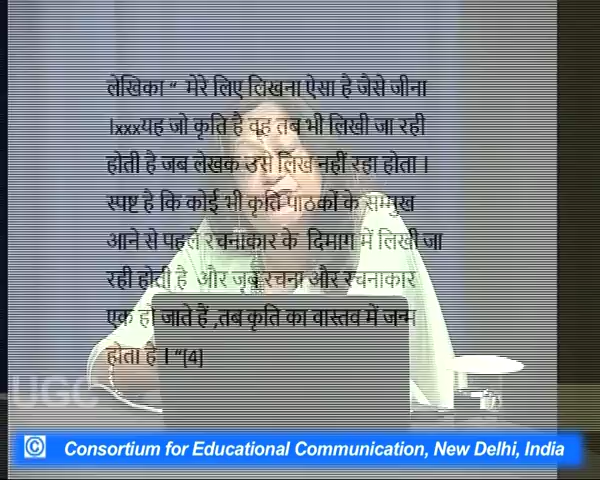 लेखिका “ मेरे लिए लिखना ऐसा है जैसे जीना
।xxxयह जो कृति है वह तब भी लिखी जा रही
होती है जब लेखक उसे लिख नहीं रहा होता ।
स्पष्ट है कि कोई भी कृति पाठकों के सम्मुख
आने से पहले रचनाकार के दिमाग में लिखी जा
रही होती है और जब रचना और रचनाकार
एक हो जाते हैं ,तब कृति का वास्तव में जन्म
होता है । “[4]
-UGC
© Consortium for Educational Communication, New Delhi, India